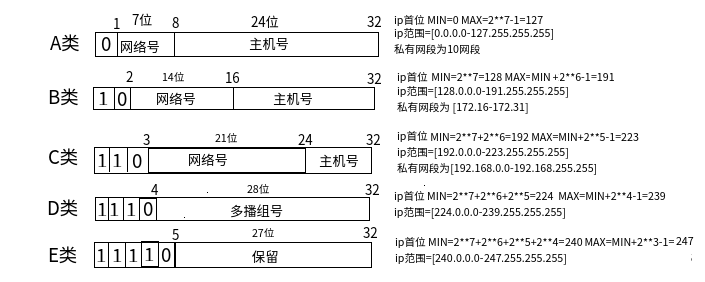 1 7位 8 24位 32
A类 0 网络号 主机号
ip首位 MIN=0 MAX=2**7-1=127
ip范围=[0.0.0.0-127.255.255.255]
私有网段为10网段
2 14位 16 32
B类 1 0 网络号 主机号
ip首位 MIN=2**7=128 MAX=MIN+2**6-1=191
ip范围=[128.0.0.0-191.255.255.255]
私有网段为 [172.16-172.31]
3 21位 24 32
C类 1 1 0 网络号 主机号
ip首位 MIN=2**7+2**6=192 MAX=MIN+2**5-1=223
ip范围=[192.0.0.0-223.255.255.255]
私有网段为[192.168.0.0-192.168.255.255]
4 28位 32
D类 1 1 1 0 多播组号
ip首位 MIN=2**7+2**6+2**5=224 MAX=MIN+2**4-1=239
ip范围=[224.0.0.0-239.255.255.255]
5 27位 32
E类 1 1 1 1 0 保留
ip首位 MIN=2**7+2**6+2**5+2**4=240 MAX=MIN+2**3-1=247
ip范围=[240.0.0.0-247.255.255.255]